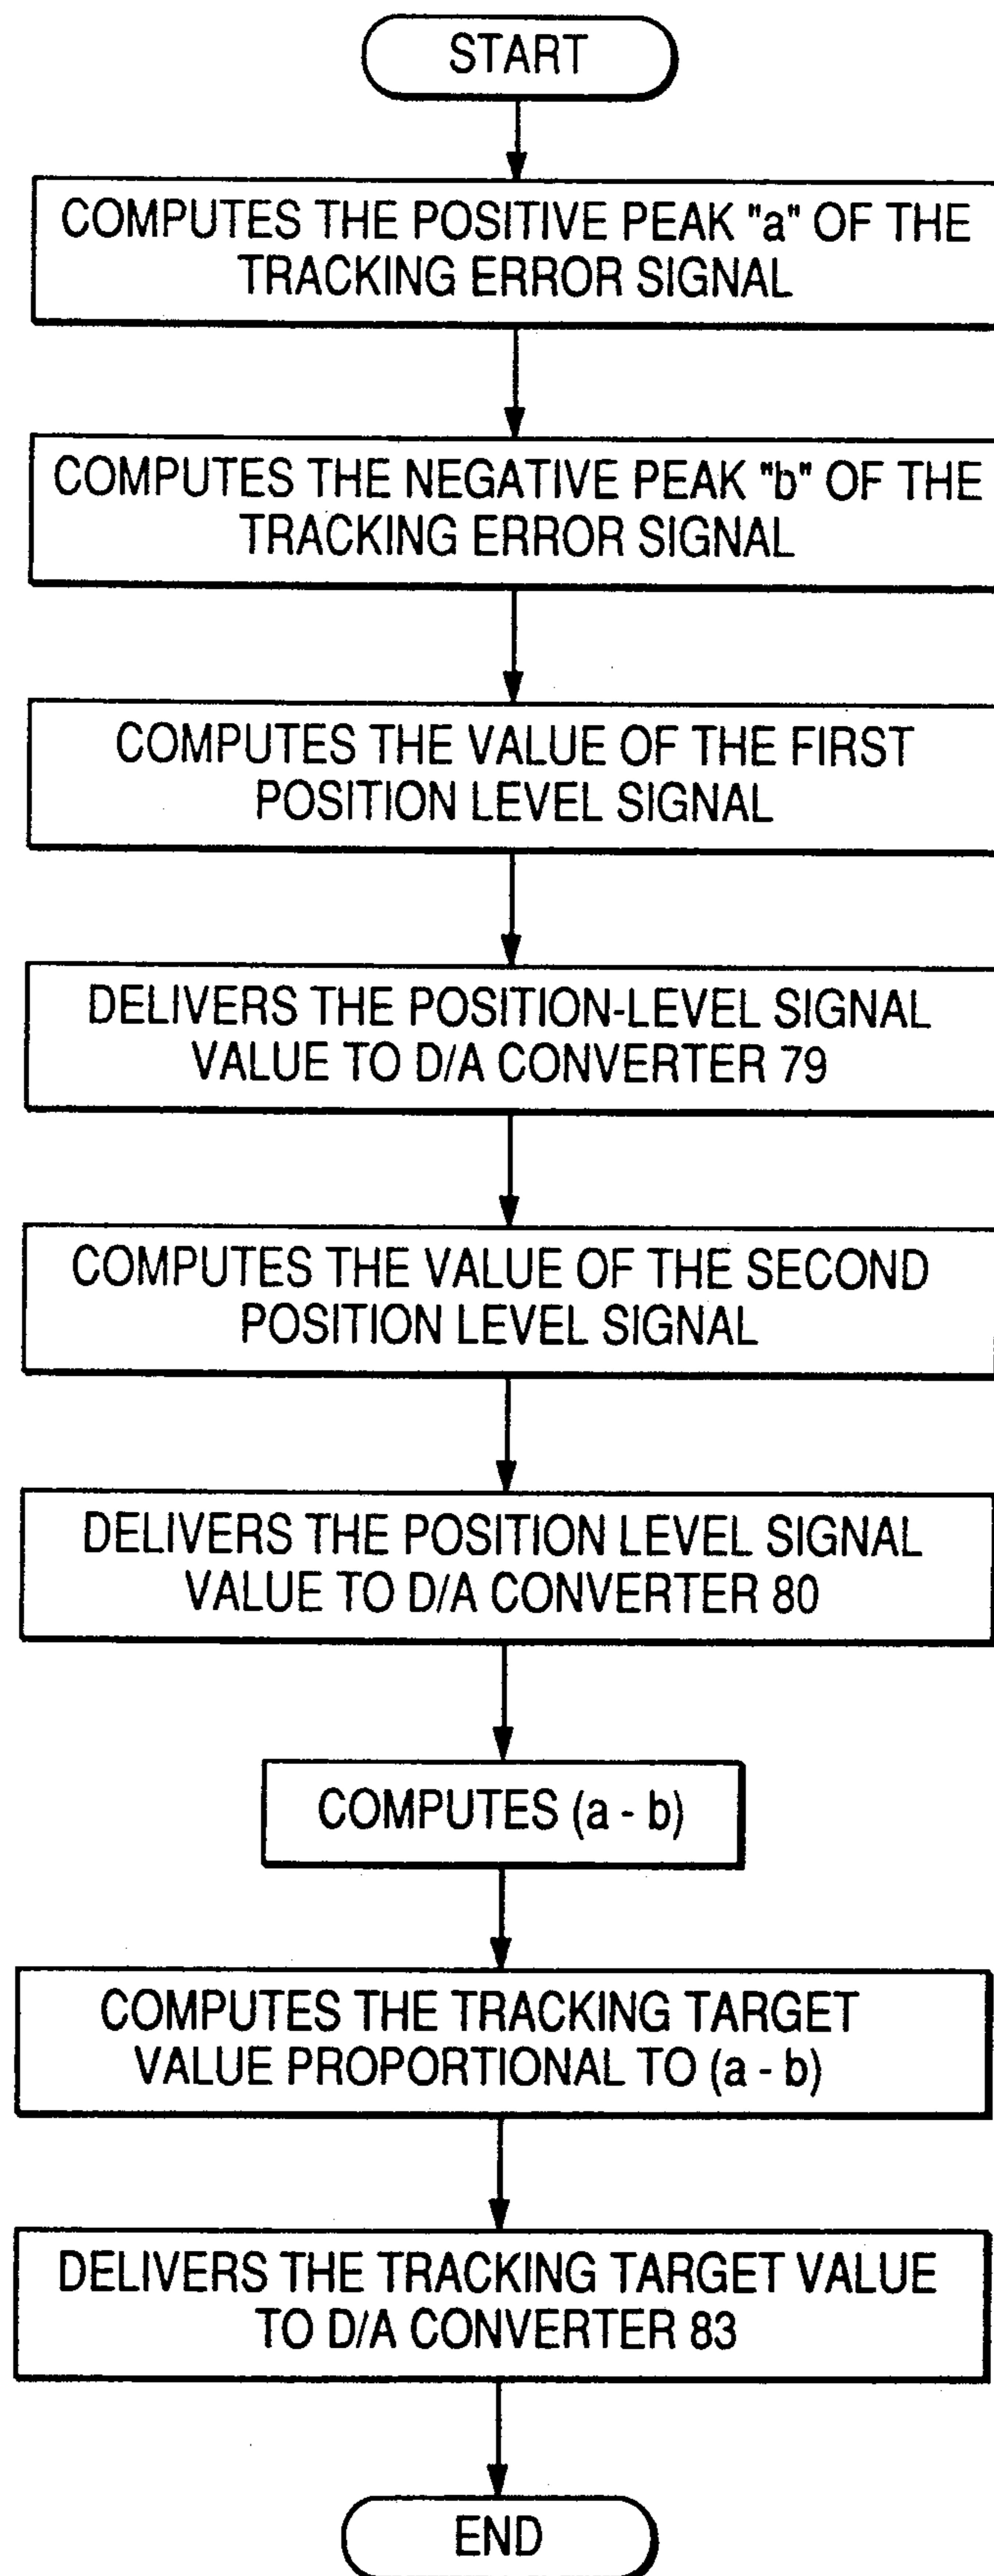 START
COMPUTES THE POSITIVE PEAK "a" OF THE
TRACKING ERROR SIGNAL
COMPUTES THE NEGATIVE PEAK "b" OF THE
TRACKING ERROR SIGNAL
COMPUTES THE VALUE OF THE FIRST
POSITION LEVEL SIGNAL
DELIVERS THE POSITION-LEVEL SIGNAL
VALUE TO D/A CONVERTER 79
COMPUTES THE VALUE OF THE SECOND
POSITION LEVEL SIGNAL
DELIVERS THE POSITION LEVEL SIGNAL
VALUE TO D/A CONVERTER 80
COMPUTES (a - b)
COMPUTES THE TRACKING TARGET
VALUE PROPORTIONAL TO (a - b)
DELIVERS THE TRACKING TARGET VALUE
TO D/A CONVERTER 83
END